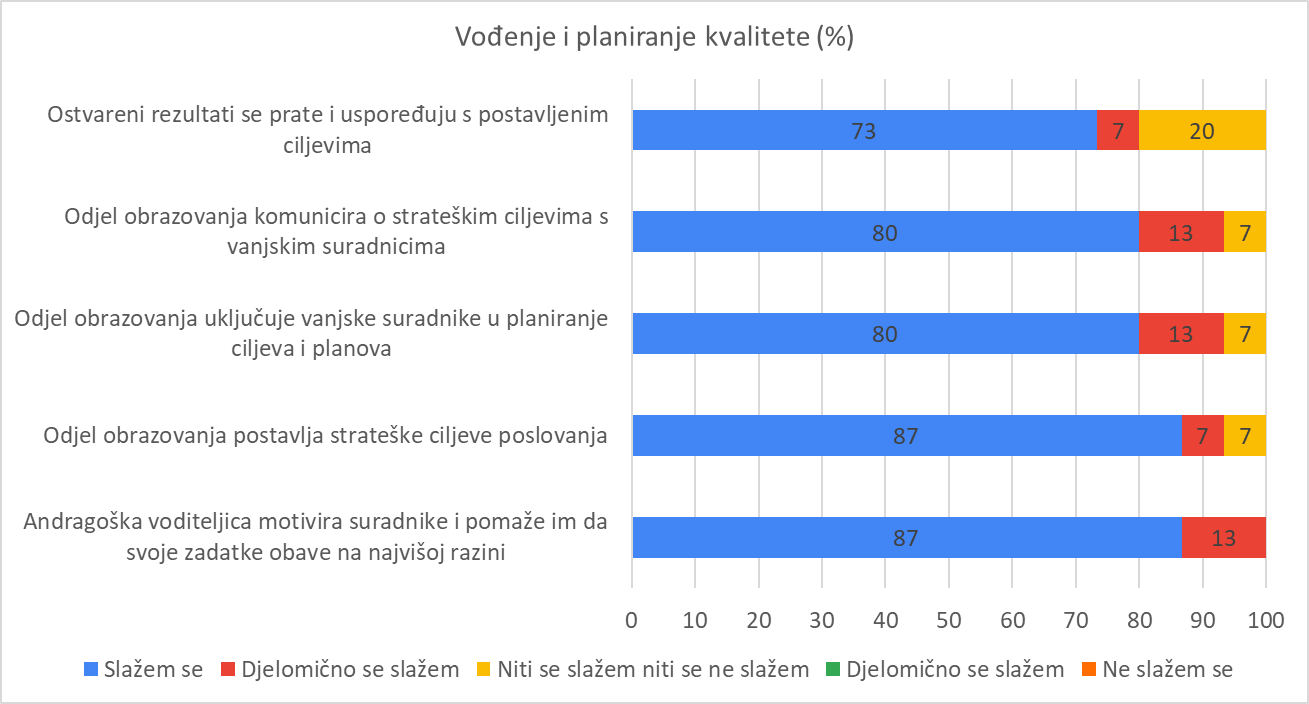 Vođenje i planiranje kvalitete (%)
Ostvareni rezultati se prate i uspoređuju s postavljenim
ciljevima
73 7 20
Odjel obrazovanja komunicira o strateškim ciljevima s
vanjskim suradnicima
80 13 7
Odjel obrazovanja uključuje vanjske suradnike u planiranje
ciljeva i planova
80 13 7
Odjel obrazovanja postavlja strateške ciljeve poslovanja
87 7 7
Andragoška voditeljica motivira suradnike i pomaže im da
svoje zadatke obave na najvišoj razini
87 13
0 10 20 30 40 50 60 70 80 90 100
Slažem se Djelomično se slažem Niti se slažem niti se ne slažem Djelomično se slažem Ne slažem se